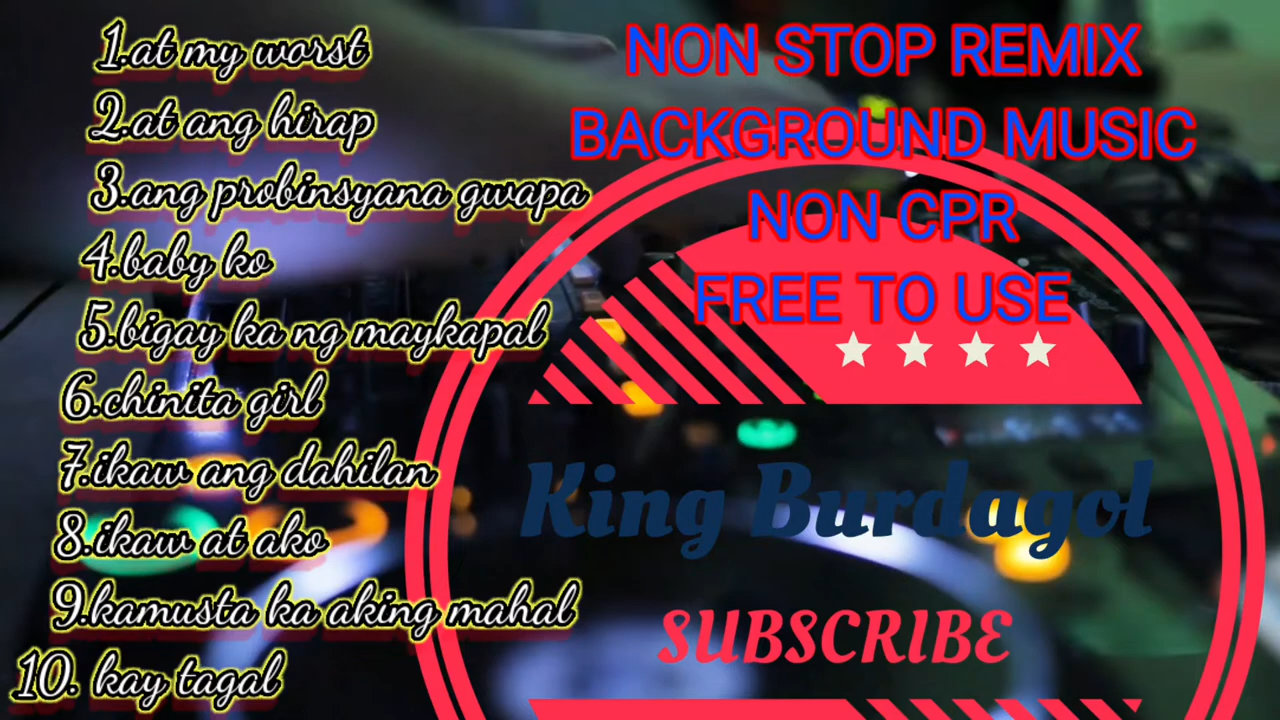 1.at my worst
2.at ang hirap
3.ang probinsyana gwapa
4.baby ko
5.bigay ka ng maykapal
6.chinita girl
7.ikaw ang dahilan
8.ikaw at ako
9.kamusta ka aking mahal
10. kay tagal
NON STOP REMIX
BACKGROUND MUSIC
NON CPR
FREE TO USE
King Burdagol
SUBSCRIBE